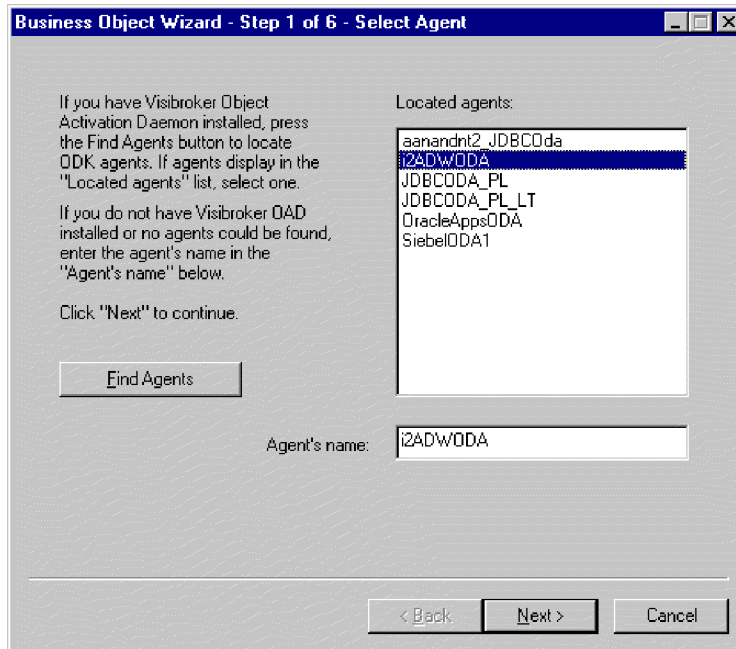 Business Object Wizard - Step 1 of 6 - Select Agent
If you have Visibroker Object
Activation Daemon installed, press
the Find Agents button to locate
ODK agents. If agents display in the
"Located agents" list, select one.
If you do not have Visibroker OAD
installed or no agents could be found,
enter the agent's name in the
"Agent's name" below.
Click "Next" to continue.
Find Agents
Located agents:
aanandnt2_JDBCOda
i2ADWODA
JDBCODA_PL
JDBCODA_PL_LT
OracleAppsODA
SiebelODA1
Agent's name:
i2ADWODA
< Back
Next >
Cancel